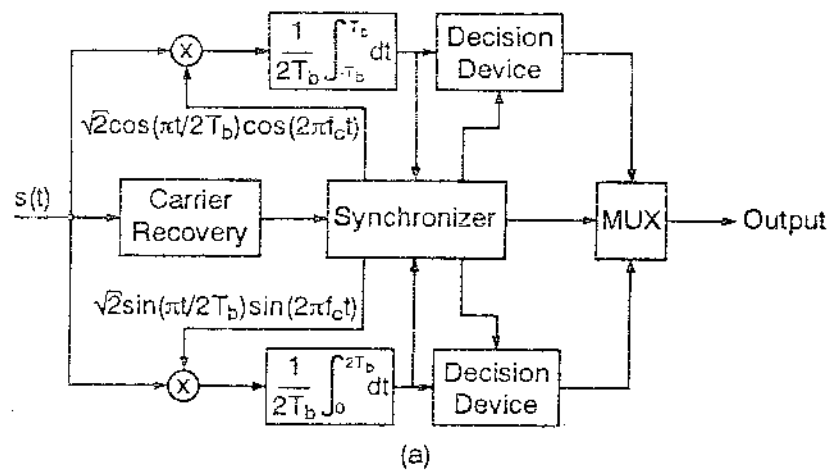 X
1/2T_b ∫_{-T_b}^{T_b} dt
Decision
Device
√2cos(πt/2T_b)cos(2πf_ct)
s(t)
Carrier
Recovery
Synchronizer
MUX
Output
√2sin(πt/2T_b)sin(2πf_ct)
X
1/2T_b ∫_0^{2T_b} dt
Decision
Device
(a)